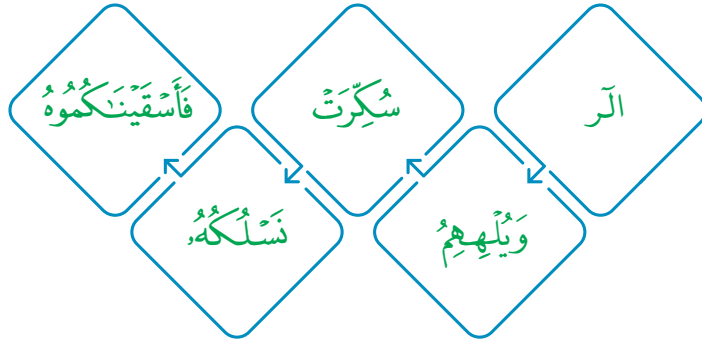 الٓر
وَيُلْهِهِمُ
سُكِّرَتْ
نَسْلُكُهُۥ
فَأَسْقَيْنَٰكُمُوهُ